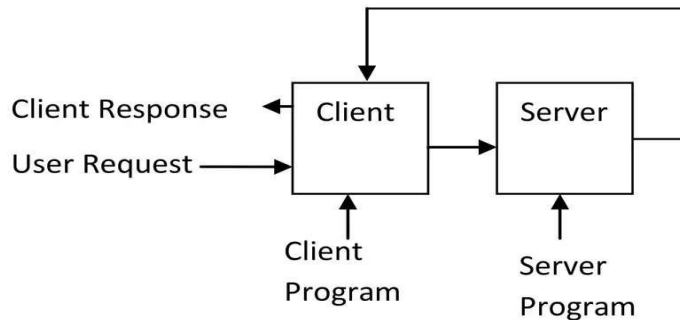 Client Response
User Request
Client
Server
Client
Program
Server
Program